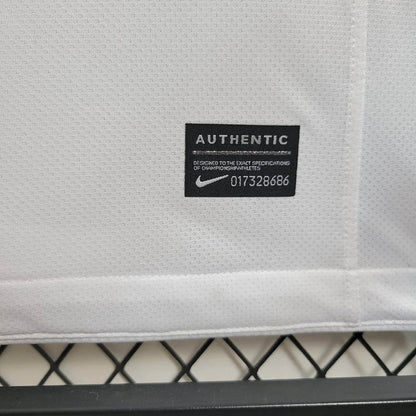 AUTHENTIC
DESIGNED TO THE EXACT SPECIFICATIONS
OF CHAMPIONSHIP ATHLETES
017328686